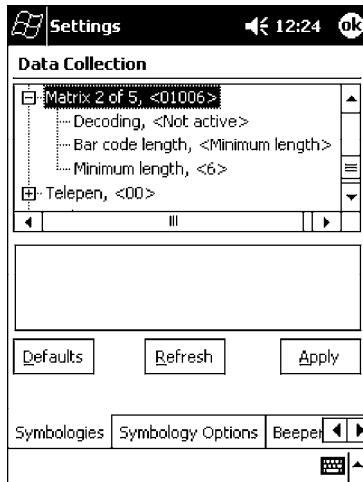 Settings 12:24 ok
Data Collection
Matrix 2 of 5, <01006>
Decoding, <Not active>
Bar code length, <Minimum length>
Minimum length, <6>
Telepen, <00>
Defaults Refresh Apply
Symbologies Symbology Options Beeper